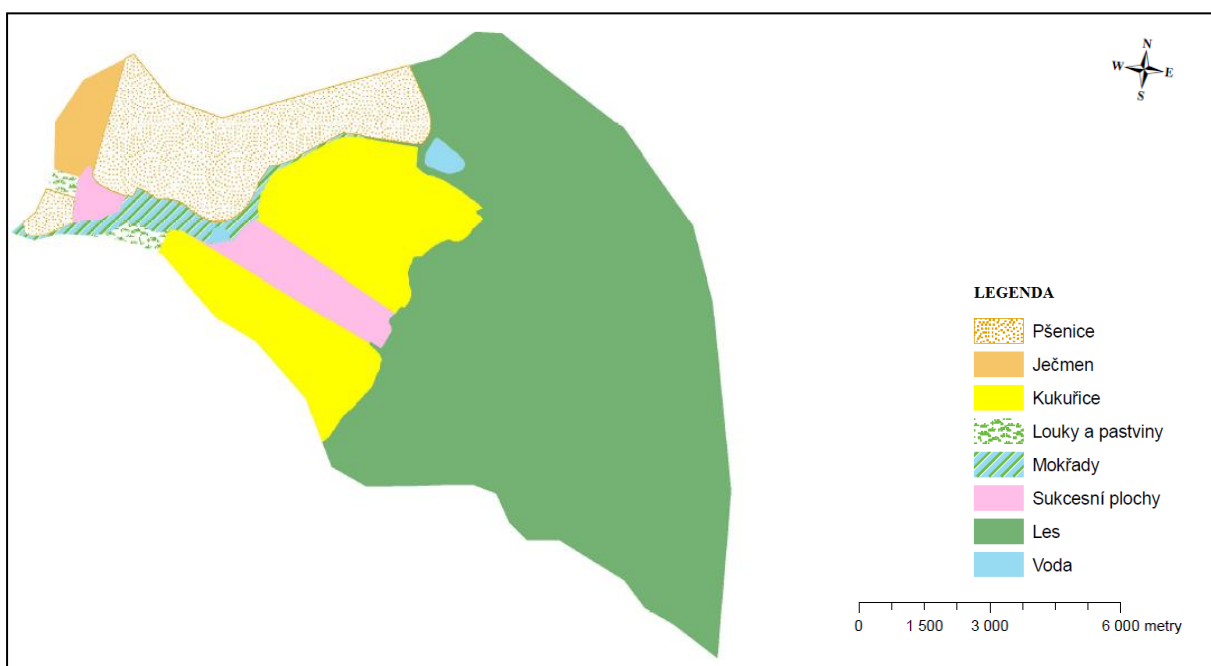 N
W E
S
LEGENDA
Pšenice
Ječmen
Kukuřice
Louky a pastviny
Mokřady
Sukcesní plochy
Les
Voda
0 1 500 3 000 6 000 metry